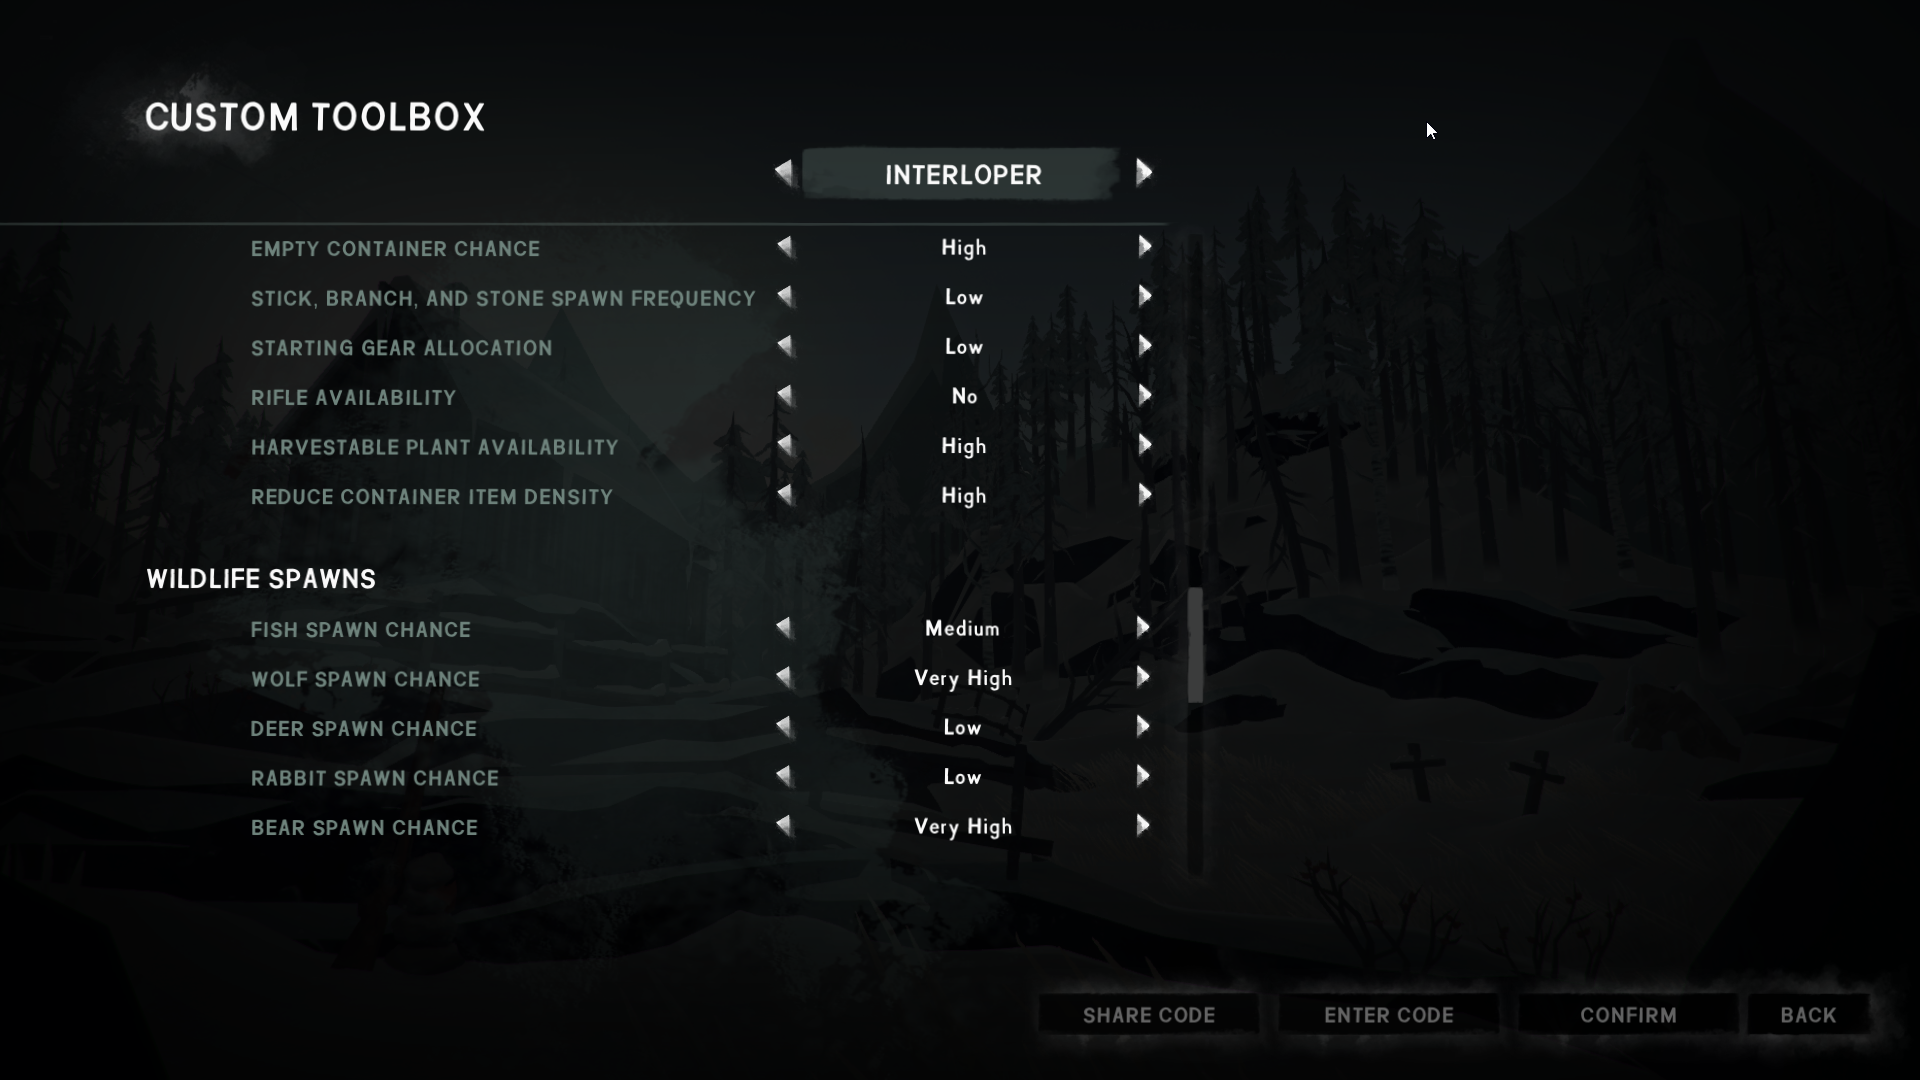 CUSTOM TOOLBOX
INTERLOPER
EMPTY CONTAINER CHANCE High
STICK, BRANCH, AND STONE SPAWN FREQUENCY Low
STARTING GEAR ALLOCATION Low
RIFLE AVAILABILITY No
HARVESTABLE PLANT AVAILABILITY High
REDUCE CONTAINER ITEM DENSITY High
WILDLIFE SPAWNS
FISH SPAWN CHANCE Medium
WOLF SPAWN CHANCE Very High
DEER SPAWN CHANCE Low
RABBIT SPAWN CHANCE Low
BEAR SPAWN CHANCE Very High
SHARE CODE ENTER CODE CONFIRM BACK